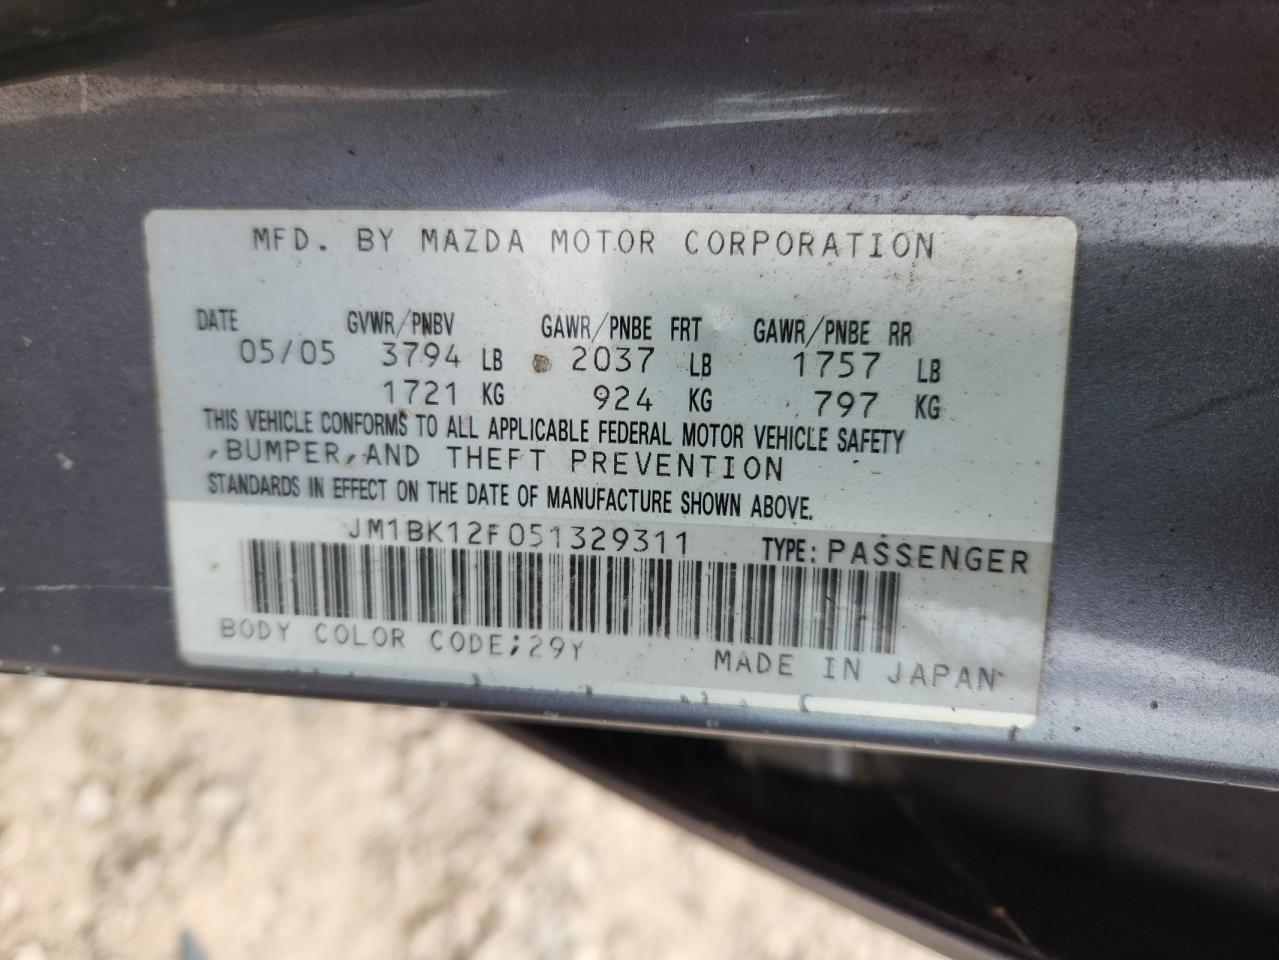 MFD. BY MAZDA MOTOR CORPORATION
DATE GVWR/PNBV GAWR/PNBE FRT GAWR/PNBE RR
05/05 3794 LB 2037 LB 1757 LB
1721 KG 924 KG 797 KG
THIS VEHICLE CONFORMS TO ALL APPLICABLE FEDERAL MOTOR VEHICLE SAFETY
,BUMPER,AND THEFT PREVENTION
STANDARDS IN EFFECT ON THE DATE OF MANUFACTURE SHOWN ABOVE.
JM1BK12F051329311 TYPE: PASSENGER
BODY COLOR CODE;29Y
MADE IN JAPAN